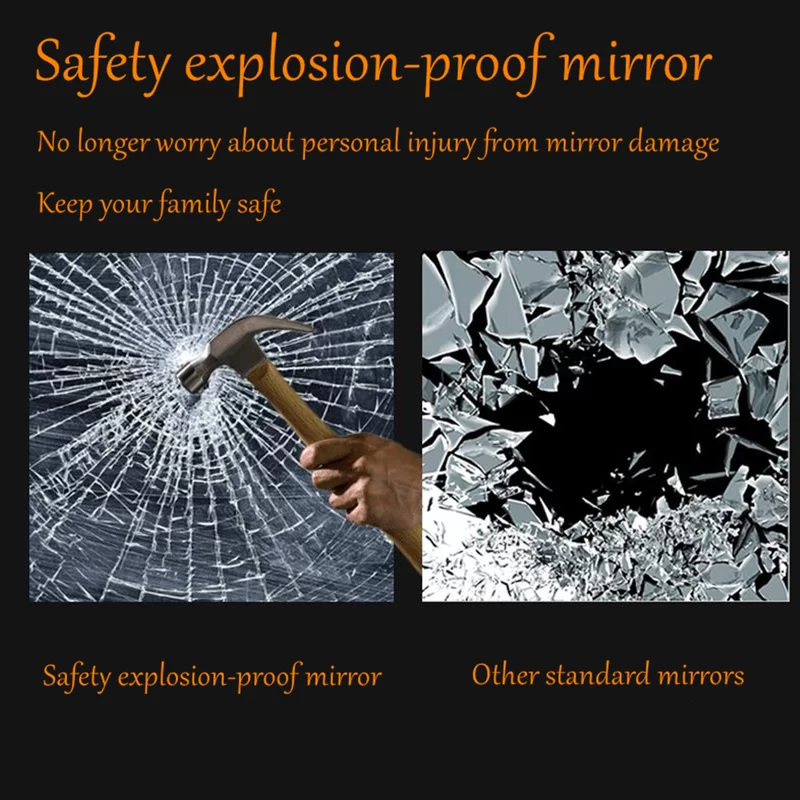 Safety explosion-proof mirror
No longer worry about personal injury from mirror damage
Keep your family safe
Safety explosion-proof mirror
Other standard mirrors